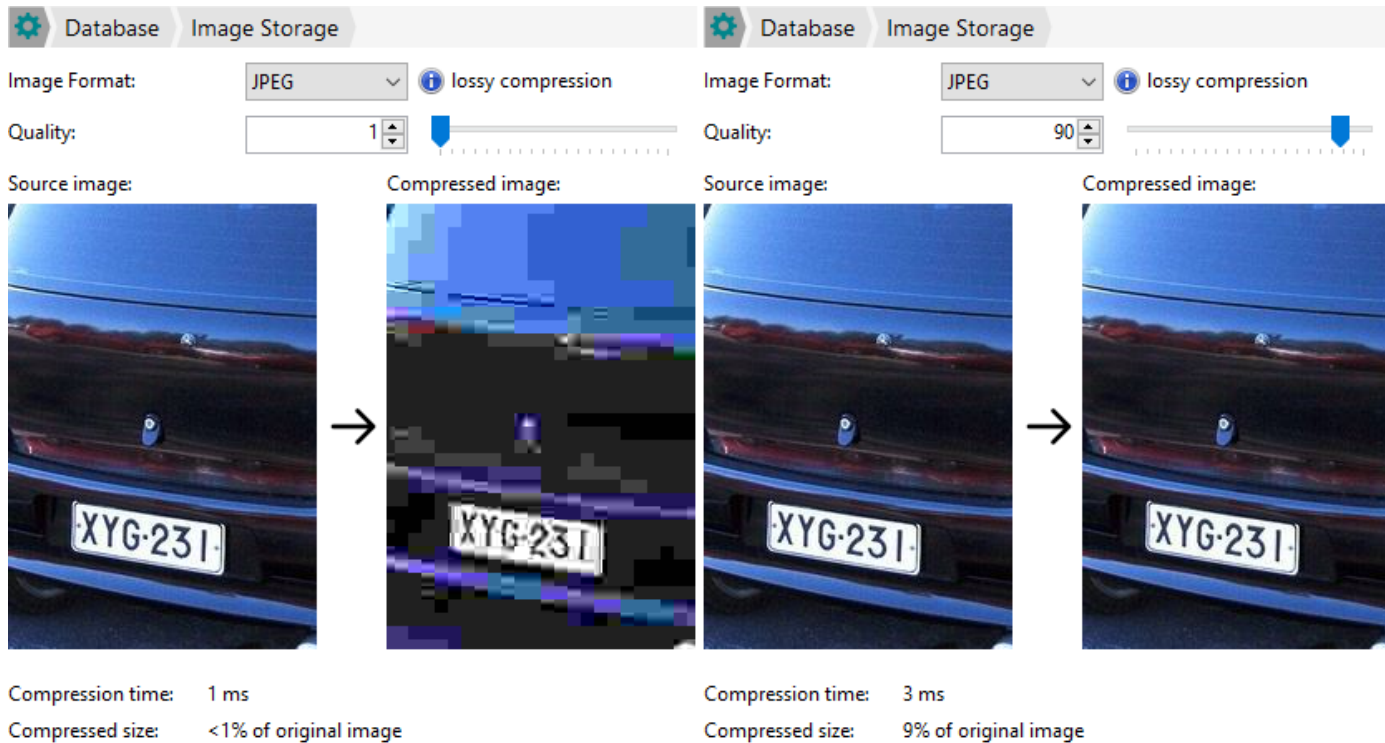 Database Image Storage
Image Format: JPEG lossy compression
Quality: 1
Source image: Compressed image:
XYG-231 XYG-231
Compression time: 1 ms
Compressed size: <1% of original image
Database Image Storage
Image Format: JPEG lossy compression
Quality: 90
Source image: Compressed image:
XYG-231 XYG-231
Compression time: 3 ms
Compressed size: 9% of original image